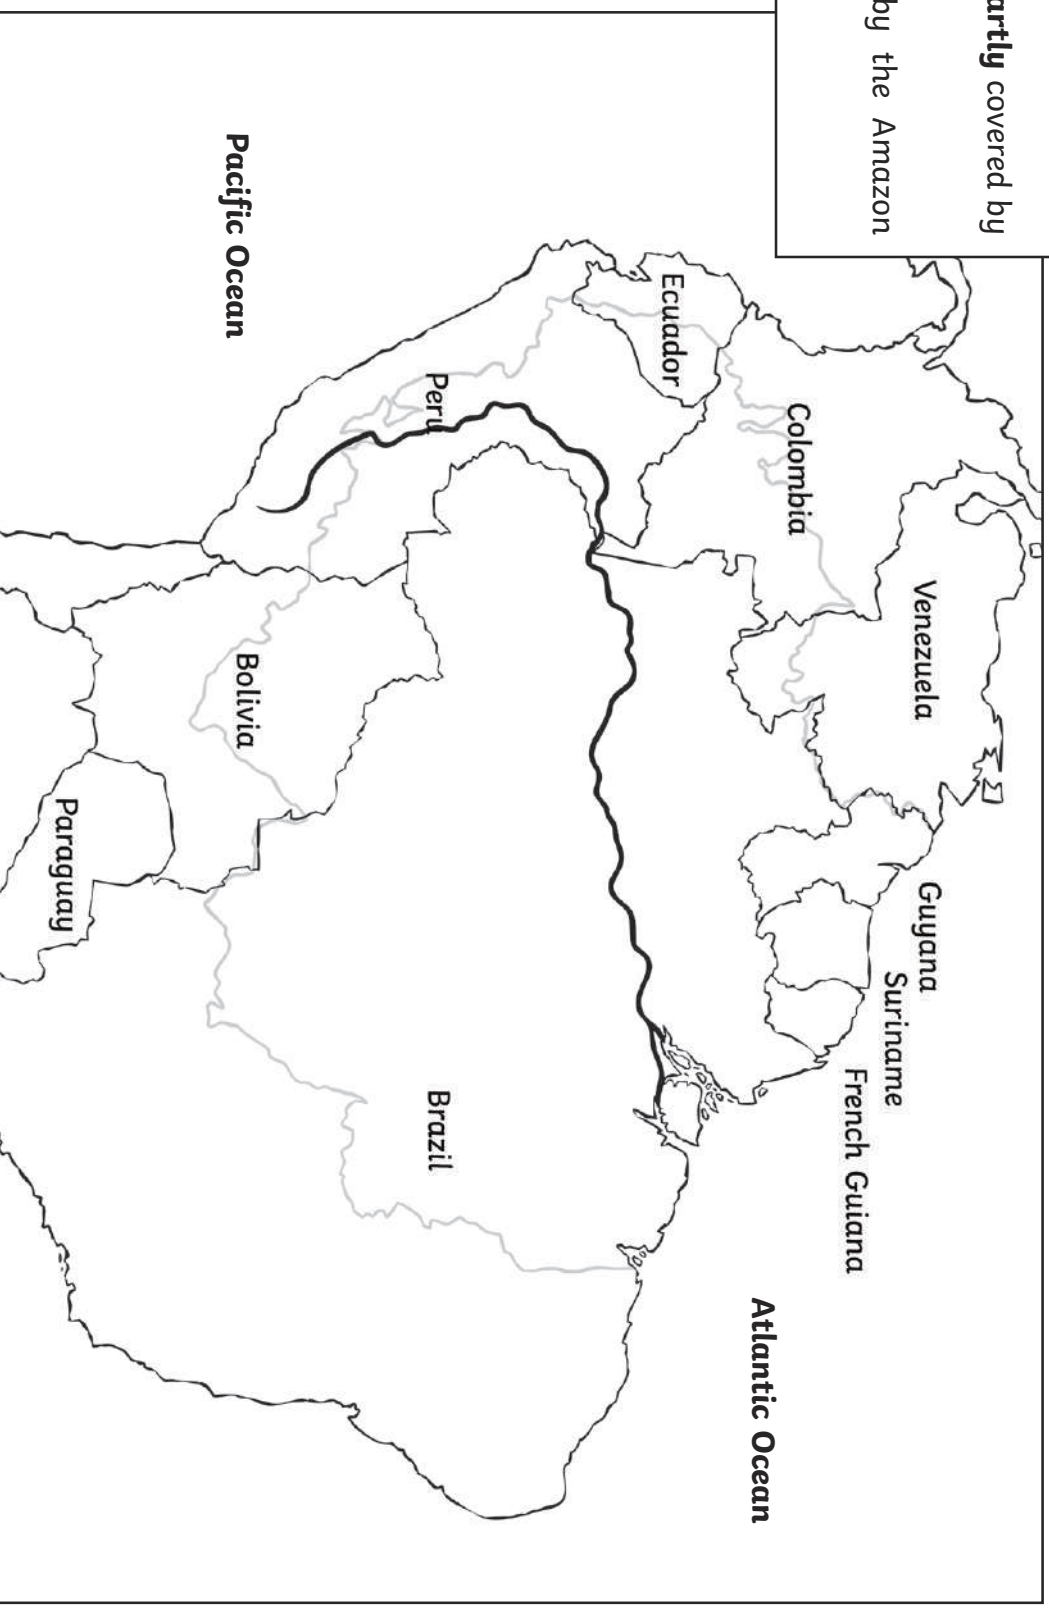 artly covered by
by the Amazon
Venezuela
Guyana
Suriname
French Guiana
Colombia
Atlantic Ocean
Ecuador
Peru
Brazil
Pacific Ocean
Bolivia
Paraguay